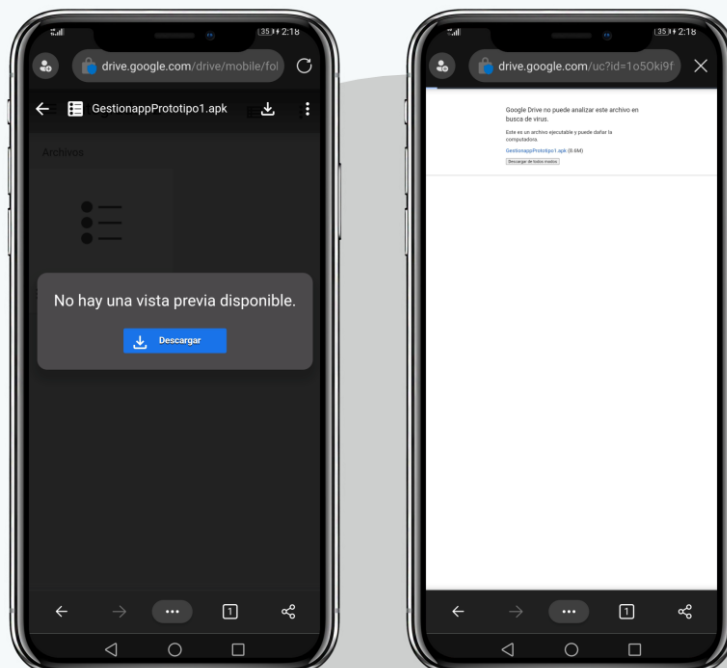 35 2:18
drive.google.com/drive/mobile/fol
GestionappPrototipo1.apk
Archivos
No hay una vista previa disponible.
Descargar
1
35 2:18
drive.google.com/uc?id=1o5Oki9f
Google Drive no puede analizar este archivo en
busca de virus.
Este es un archivo ejecutable y puede dañar la
computadora.
GestionappPrototipo1.apk (8.6M)
Descargar de todos modos
1